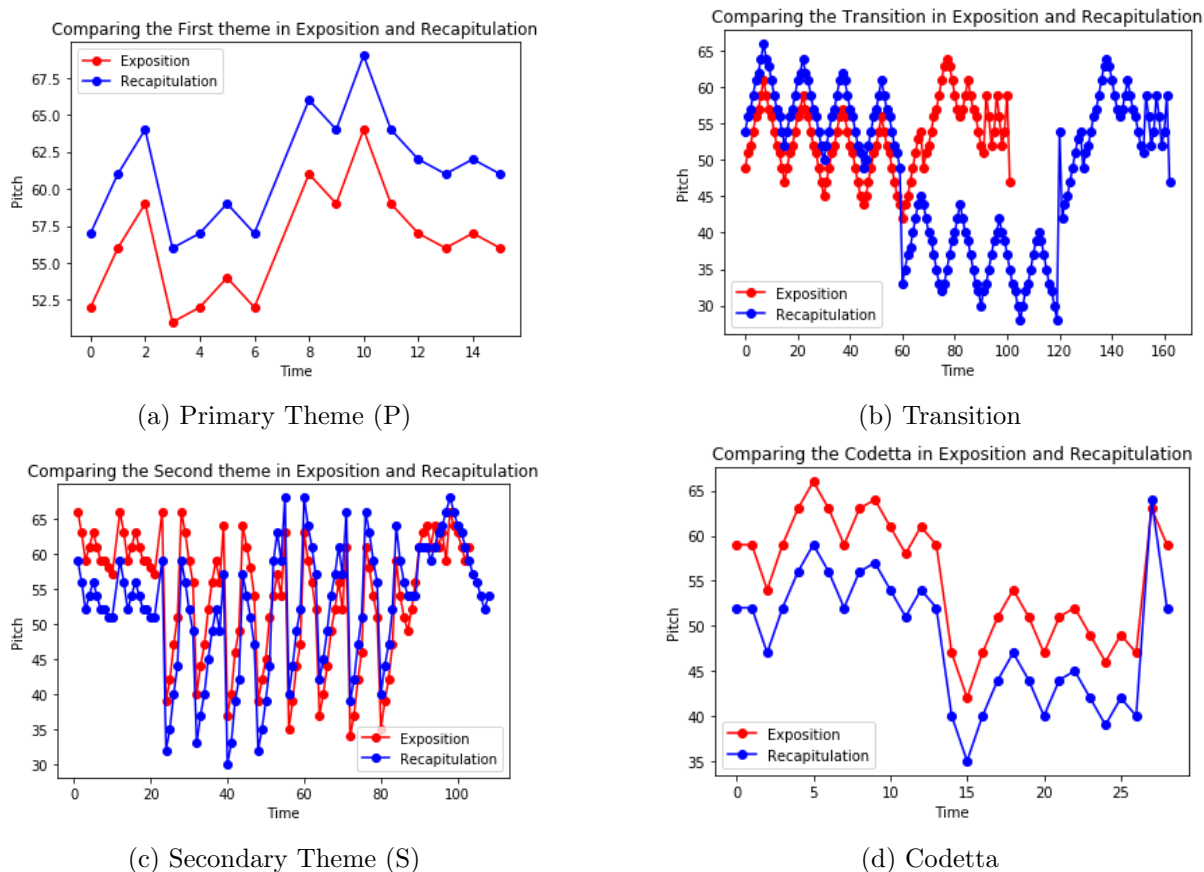 Comparing the First theme in Exposition and Recapitulation
Exposition
Recapitulation
67.5
65.0
62.5
60.0
57.5
55.0
52.5
Pitch
0 2 4 6 8 10 12 14
Time
(a) Primary Theme (P)
Comparing the Transition in Exposition and Recapitulation
65
60
55
50
45
40
35
30
Pitch
Exposition
Recapitulation
0 20 40 60 80 100 120 140 160
Time
(b) Transition
Comparing the Second theme in Exposition and Recapitulation
65
60
55
50
45
40
35
30
Pitch
Exposition
Recapitulation
0 20 40 60 80 100
Time
(c) Secondary Theme (S)
Comparing the Codetta in Exposition and Recapitulation
65
60
55
50
45
40
35
Pitch
Exposition
Recapitulation
0 5 10 15 20 25
Time
(d) Codetta